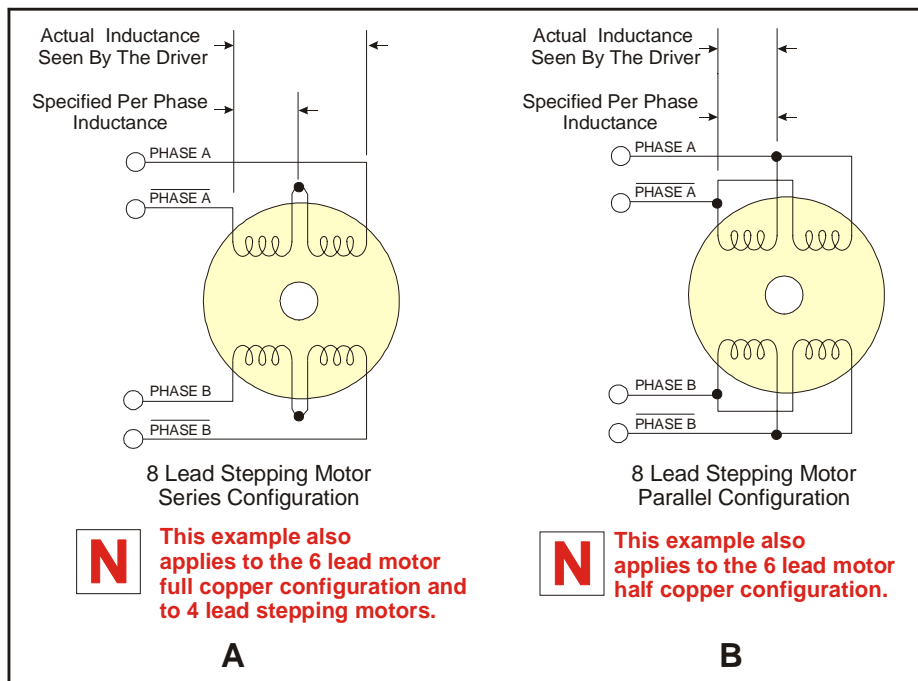 Actual Inductance
Seen By The Driver
Specified Per Phase
Inductance
PHASE A
PHASE A
PHASE B
PHASE B
8 Lead Stepping Motor
Series Configuration
N
This example also
applies to the 6 lead motor
full copper configuration and
to 4 lead stepping motors.
A
Actual Inductance
Seen By The Driver
Specified Per Phase
Inductance
PHASE A
PHASE A
PHASE B
PHASE B
8 Lead Stepping Motor
Parallel Configuration
N
This example also
applies to the 6 lead motor
half copper configuration.
B